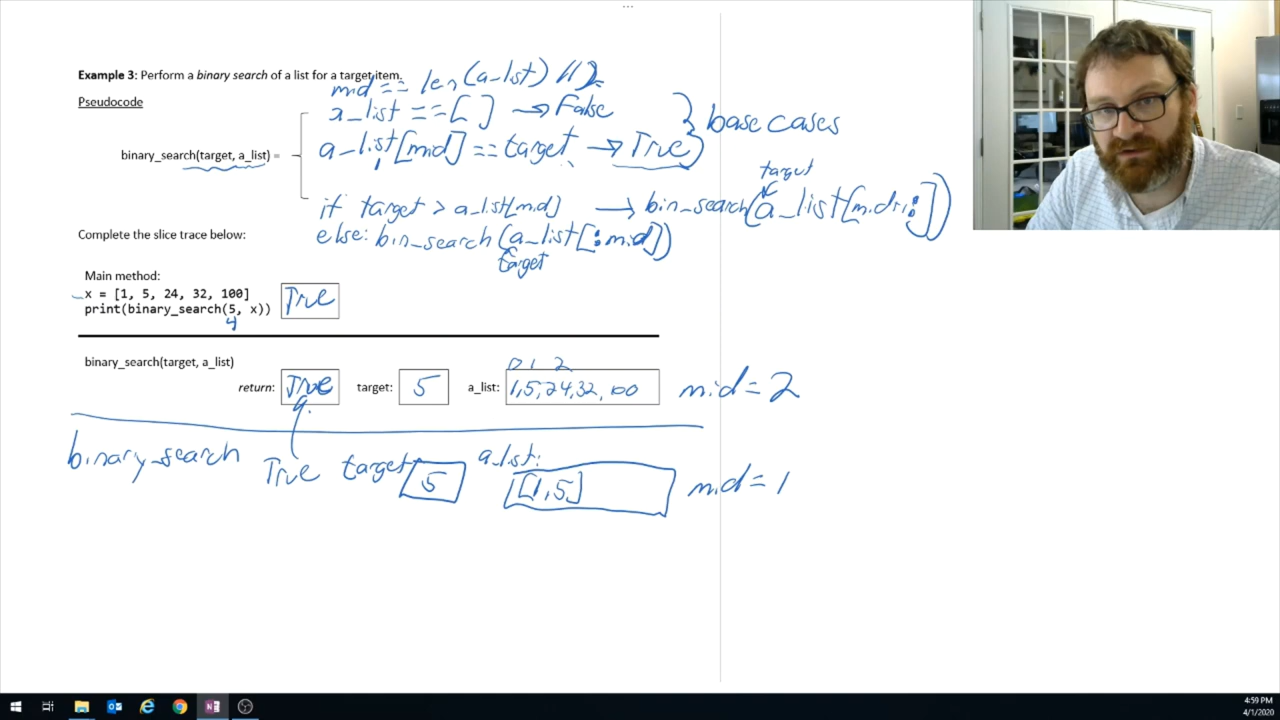 Example 3: Perform a binary search of a list for a target item.
mid == len(a_list) // 2
Pseudocode
a_list == [ ] → False
base cases
binary_search(target, a_list) =
a_list[mid] == target → True
target
if target > a_list[mid] → bin_search(a_list[mid+1:])
Complete the slice trace below:
else: bin_search(a_list[:mid])
target
Main method:
x = [1, 5, 24, 32, 100]
print(binary_search(5, x)) True
4
binary_search(target, a_list)
0 1 2
return: True target: 5 a_list: 1,5,24,32,100 mid = 2
binary_search True target 5 a_list: [1,5] mid = 1
4:59 PM
4/1/2020